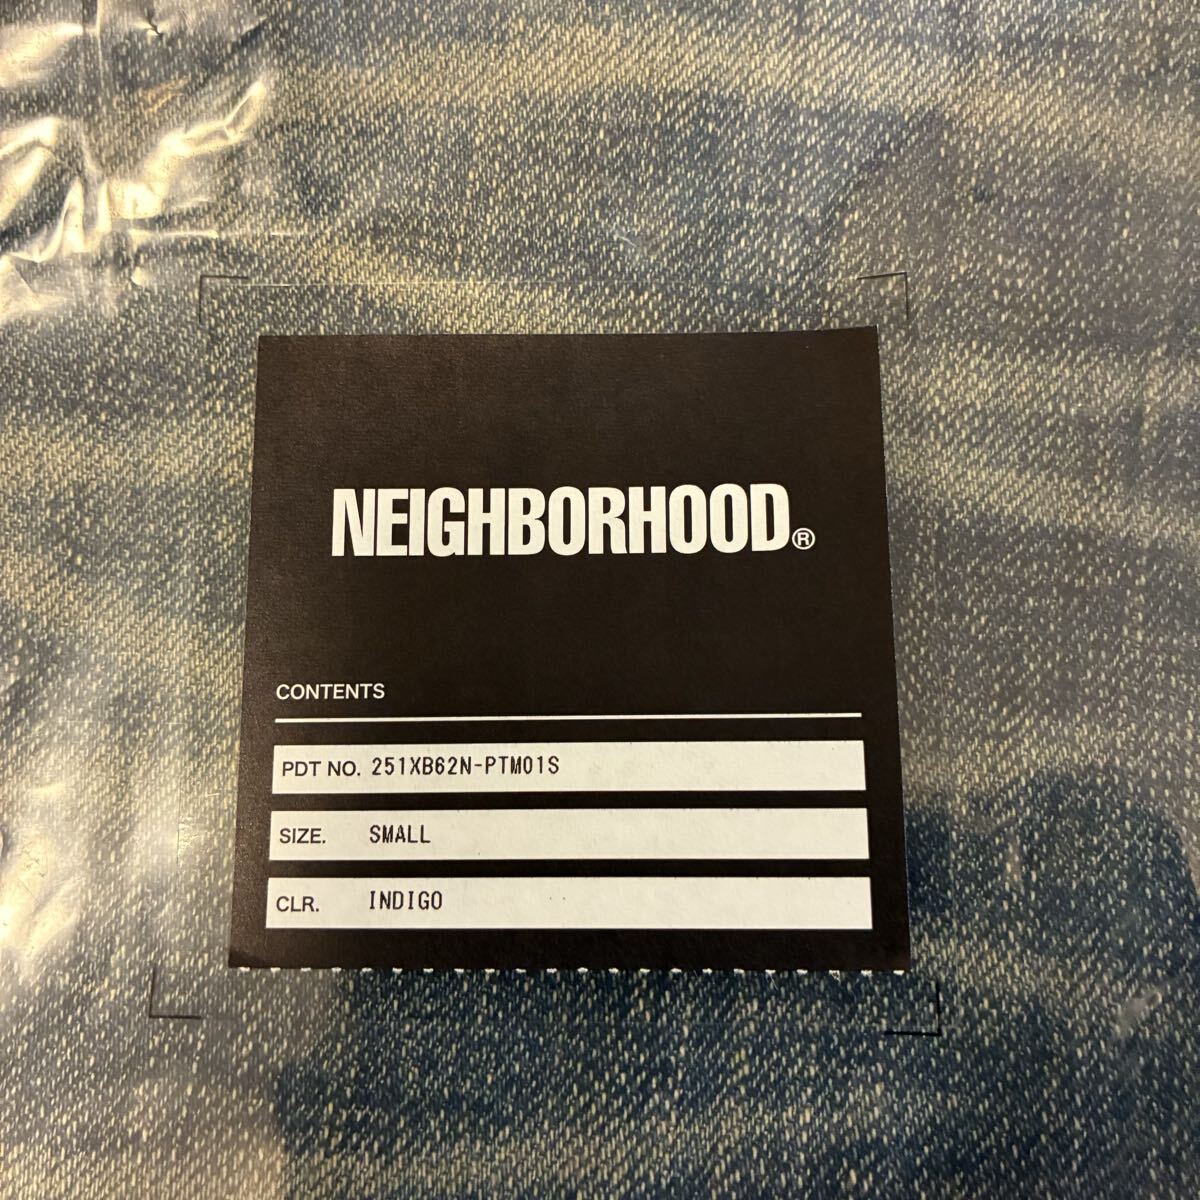 NEIGHBORHOOD®
CONTENTS
PDT NO. 251XB62N-PTM01S
SIZE. SMALL
CLR. INDIGO